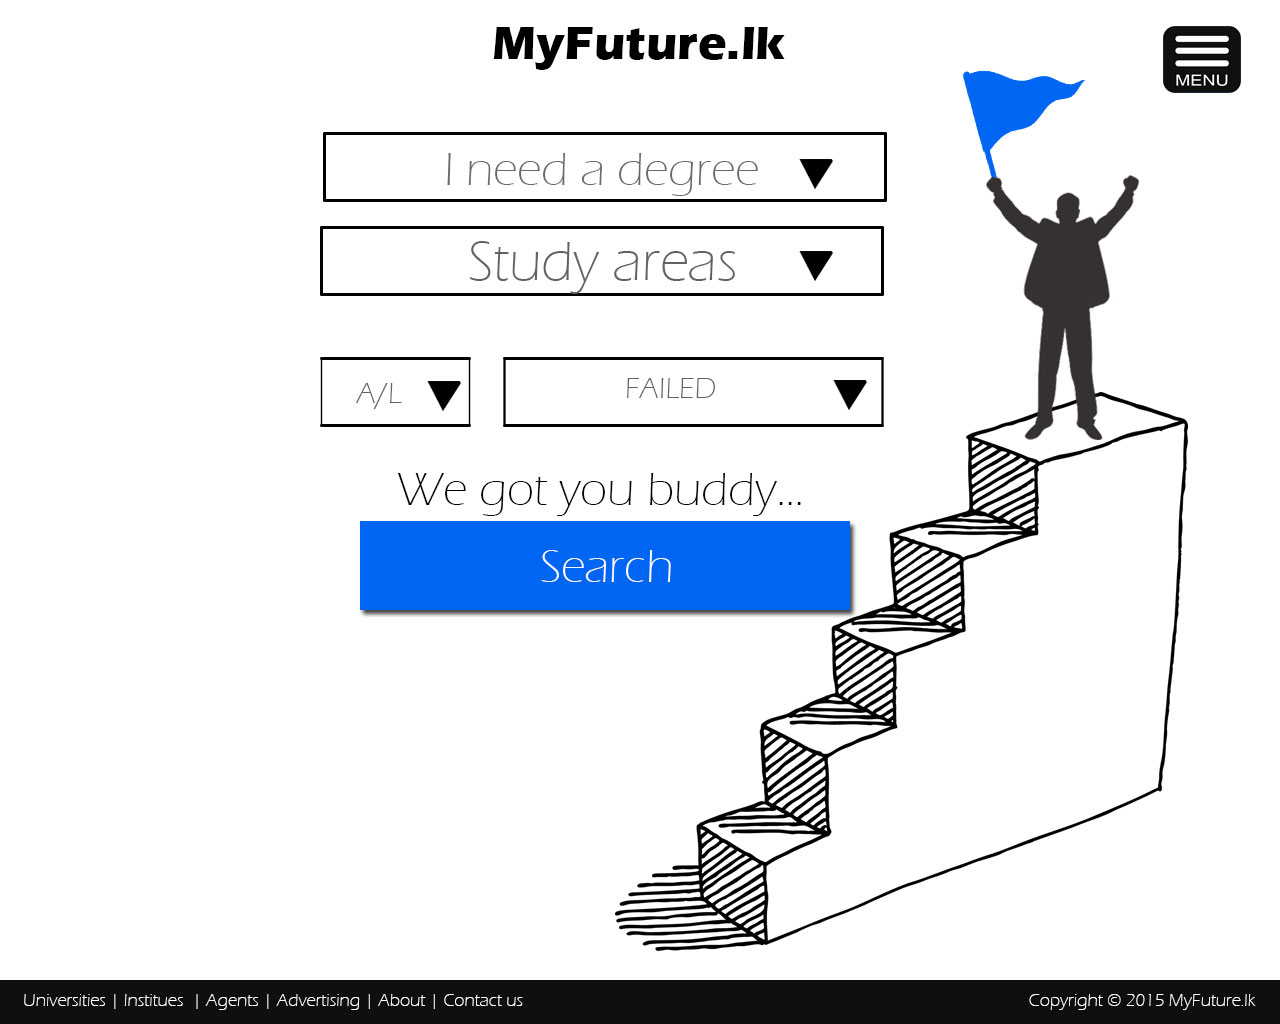 MyFuture.lk
MENU
I need a degree
Study areas
A/L
FAILED
We got you buddy...
Search
Universities | Institues | Agents | Advertising | About | Contact us
Copyright © 2015 MyFuture.lk